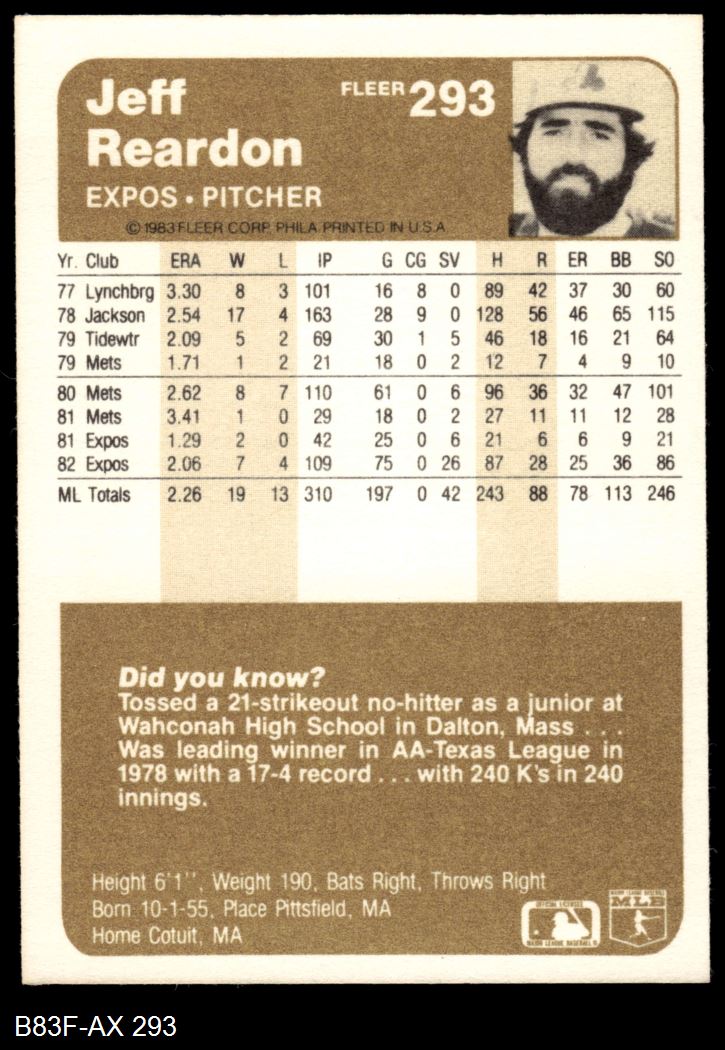 Jeff
Reardon
FLEER 293
EXPOS • PITCHER
© 1983 FLEER CORP. PHILA. PRINTED IN U.S.A.
Yr. Club ERA W L IP G CG SV H R ER BB SO
77 Lynchbrg 3.30 8 3 101 16 8 0 89 42 37 30 60
78 Jackson 2.54 17 4 163 28 9 0 128 56 46 65 115
79 Tidewtr 2.09 5 2 69 30 1 5 46 18 16 21 64
79 Mets 1.71 1 2 21 18 0 2 12 7 4 9 10
80 Mets 2.62 8 7 110 61 0 6 96 36 32 47 101
81 Mets 3.41 1 0 29 18 0 2 27 11 11 12 28
81 Expos 1.29 2 0 42 25 0 6 21 6 6 9 21
82 Expos 2.06 7 4 109 75 0 26 87 28 25 36 86
ML Totals 2.26 19 13 310 197 0 42 243 88 78 113 246
Did you know?
Tossed a 21-strikeout no-hitter as a junior at
Wahconah High School in Dalton, Mass . . .
Was leading winner in AA-Texas League in
1978 with a 17-4 record . . . with 240 K's in 240
innings.
Height 6'1'', Weight 190, Bats Right, Throws Right
Born 10-1-55, Place Pittsfield, MA
Home Cotuit, MA
OFFICIAL LICENSEE
MAJOR LEAGUE BASEBALL
MAJOR LEAGUE BASEBALL
B83F-AX 293